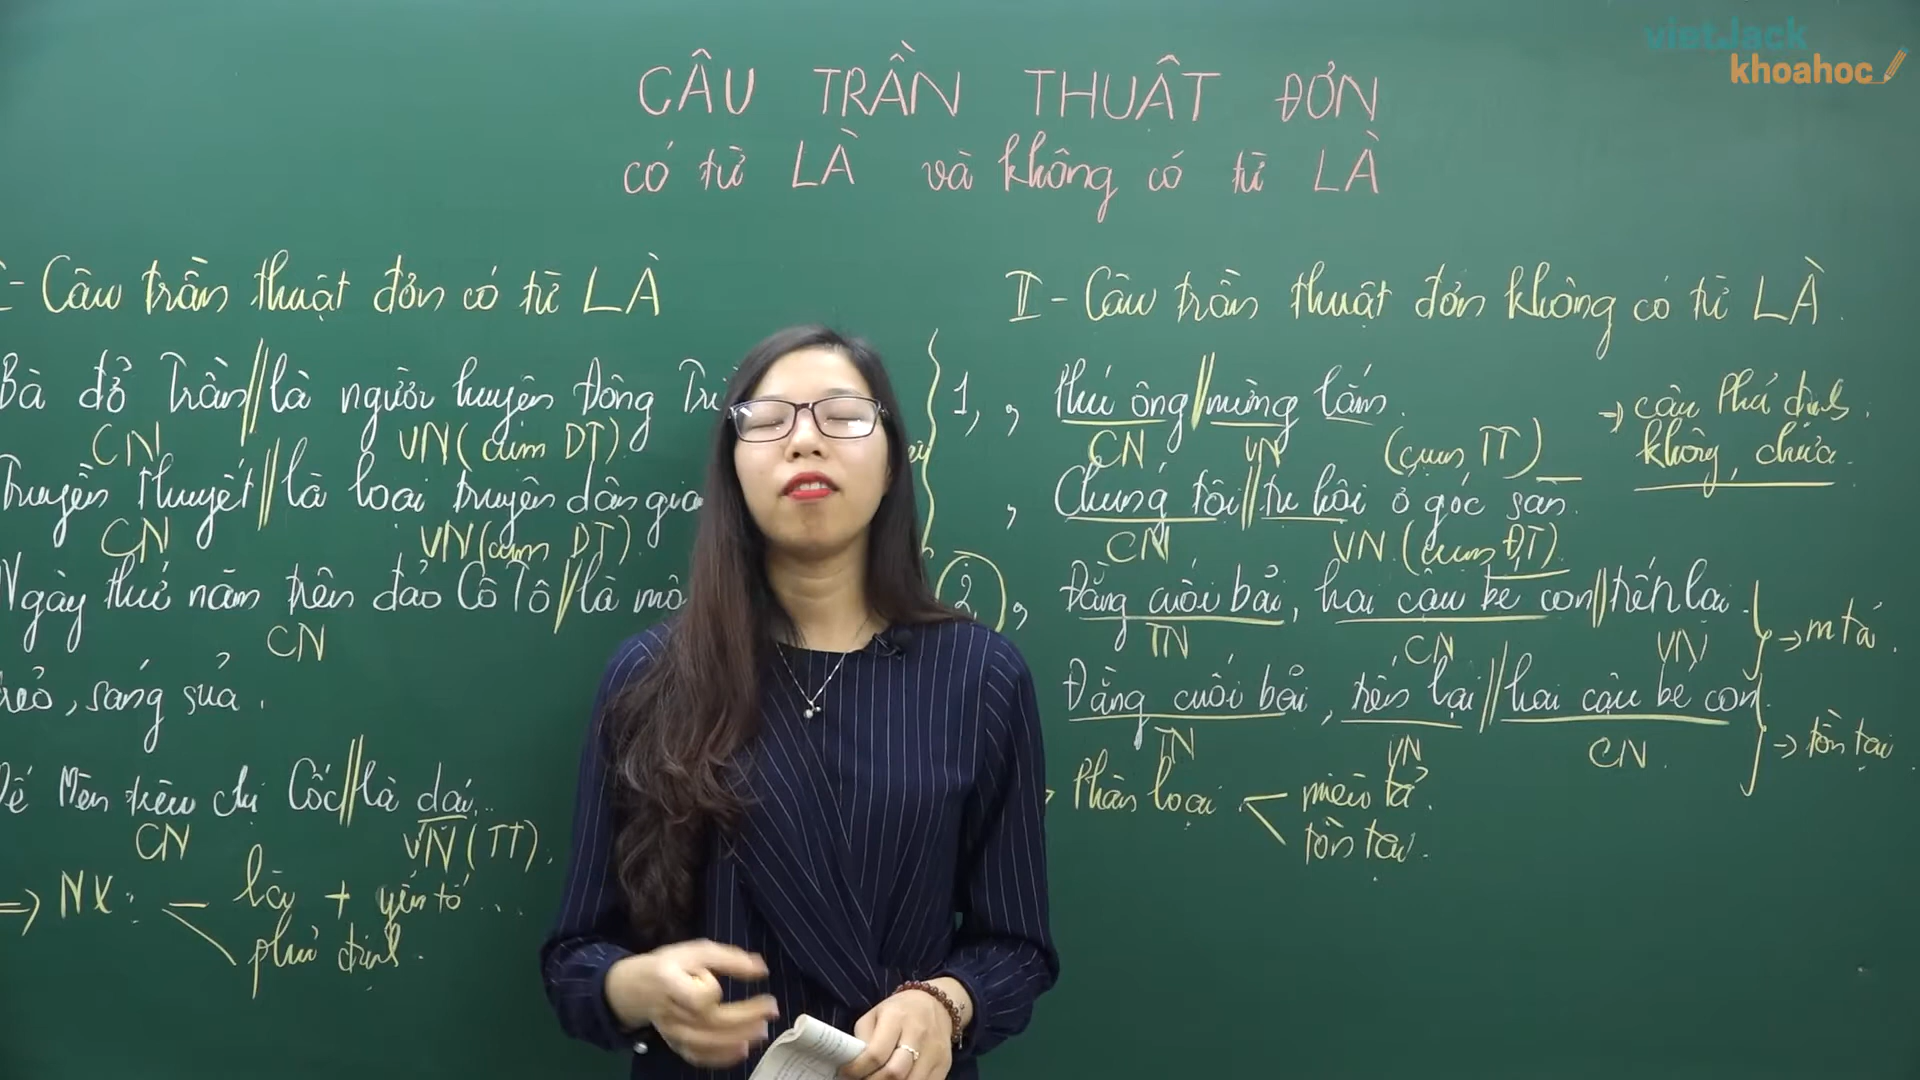 vietJack
khoahoc
CÂU TRẦN THUẬT ĐƠN
có từ LÀ và không có từ LÀ
I- Câu trần thuật đơn có từ LÀ
Bà đỡ Trần // là người huyện Đông
CN VN (cụm DT)
Truyền thuyết // là loại truyện dân gian
CN VN (cụm DT)
Ngày thứ năm trên đảo Cô Tô // là
CN
trẻo, sáng sủa.
Dế Mèn trêu chị Cốc // là dại...
CN VN (TT).
=> NX: là + yếu tố...
phủ định.
II- Câu trần thuật đơn không có từ LÀ.
1, , Phú ông // mừng lắm.
CN VN (cụm TT)
, Chúng tôi // tụ hội ở góc sân.
CN VN (cụm ĐT)
→ câu Phủ định.
không, chưa.
2, , Đằng cuối bãi, hai cậu bé con // tiến lại.
TN CN VN
→ m tả.
Đằng cuối bãi, tiến lại // hai cậu bé con
TN VN CN.
→ tồn tại
Phân loại miêu tả.
tồn tại.